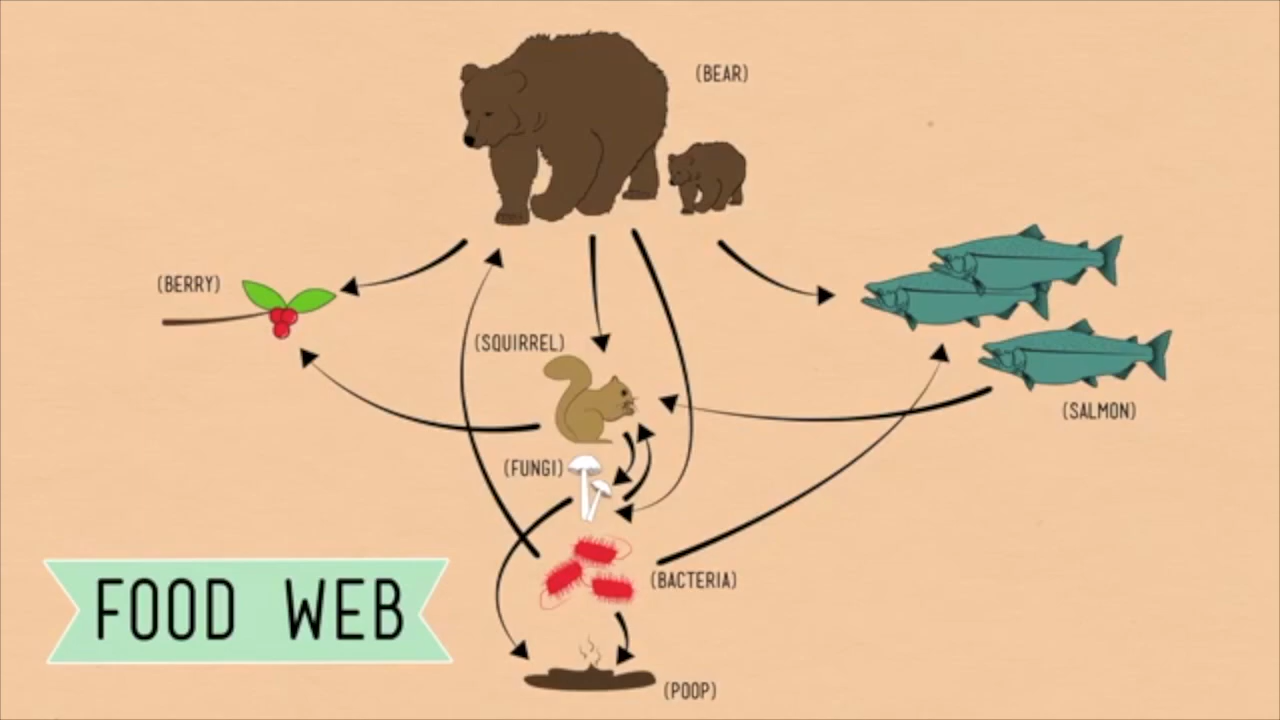 (BEAR)
(BERRY)
(SQUIRREL)
(SALMON)
(FUNGI)
(BACTERIA)
FOOD WEB
(POOP)